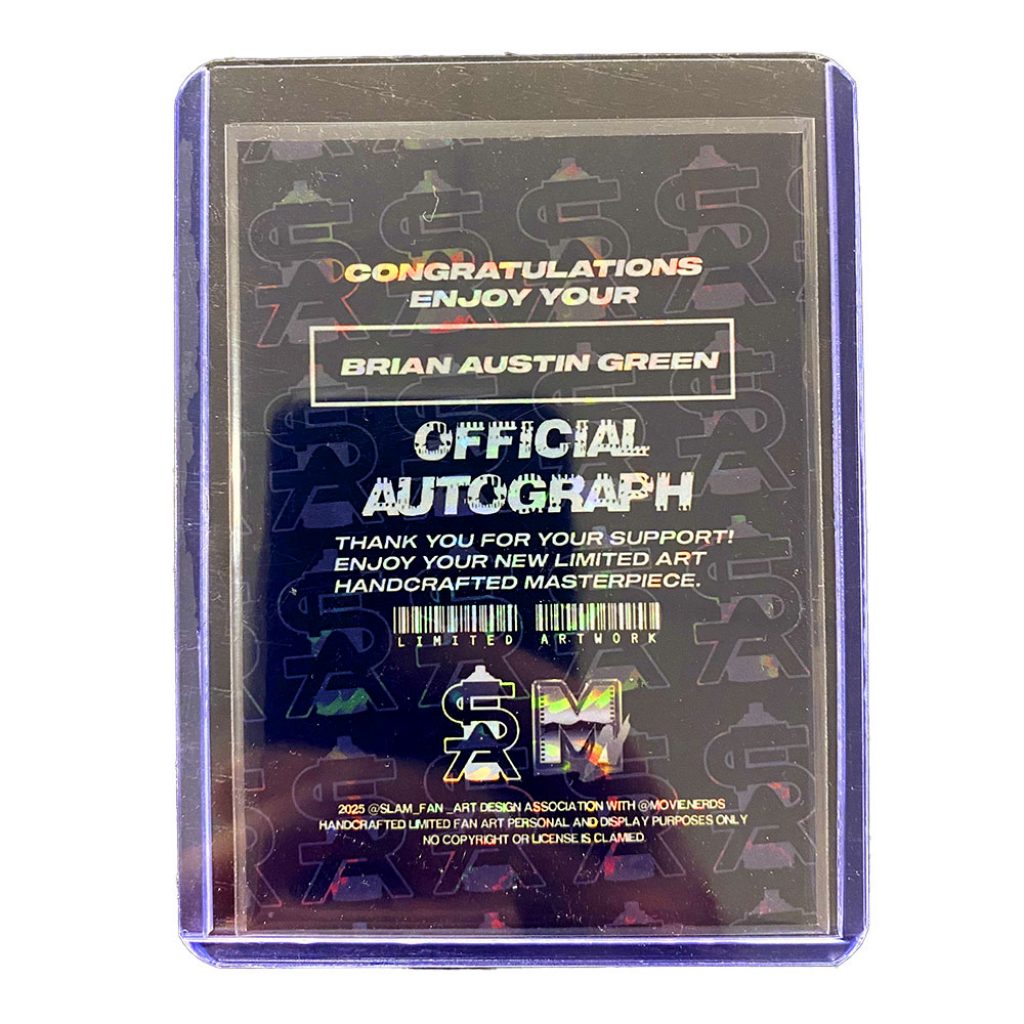 CONGRATULATIONS
ENJOY YOUR
BRIAN AUSTIN GREEN
OFFICIAL
AUTOGRAPH
THANK YOU FOR YOUR SUPPORT!
ENJOY YOUR NEW LIMITED ART
HANDCRAFTED MASTERPIECE.
LIMITED ARTWORK
2025 @SLAM_FAN_ART DESIGN ASSOCIATION WITH @MOVIENERDS
HANDCRAFTED LIMITED FAN ART PERSONAL AND DISPLAY PURPOSES ONLY
NO COPYRIGHT OR LICENSE IS CLAMIED.